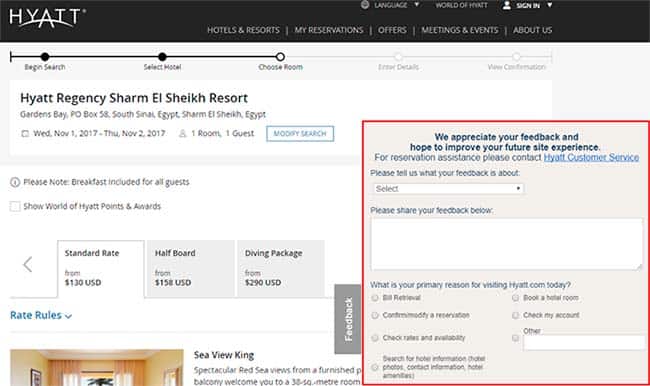 HYATT®
LANGUAGE WORLD OF HYATT SIGN IN
HOTELS & RESORTS MY RESERVATIONS OFFERS MEETINGS & EVENTS ABOUT US
Begin Search Select Hotel Choose Room Enter Details View Confirmation
Hyatt Regency Sharm El Sheikh Resort
Gardens Bay, PO Box 58, South Sinai, Egypt, Sharm El Sheikh, Egypt
Wed, Nov 1, 2017 - Thu, Nov 2, 2017 1 Room, 1 Guest MODIFY SEARCH
Please Note: Breakfast Included for all guests
Show World of Hyatt Points & Awards
Standard Rate
from
$130 USD
Half Board
from
$158 USD
Diving Package
from
$290 USD
Rate Rules
Sea View King
Spectacular Red Sea views from a furnished p
balcony welcome you to a 38-sq.-metre room
Feedback
We appreciate your feedback and
hope to improve your future site experience.
For reservation assistance please contact Hyatt Customer Service
Please tell us what your feedback is about:
Select
Please share your feedback below:
What is your primary reason for visiting Hyatt.com today?
Bill Retrieval
Book a hotel room
Confirm/modify a reservation
Check my account
Check rates and availability
Other
Search for hotel information (hotel
photos, contact information, hotel
amenities)